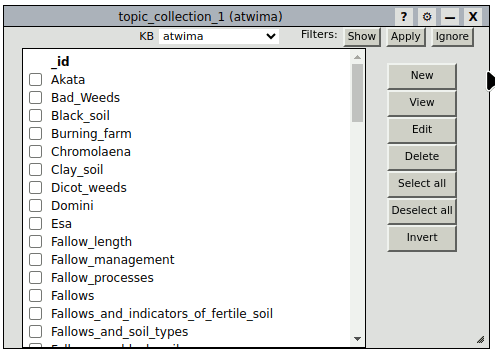 topic_collection_1 (atwima) ? — X
KB atwima Filters: Show Apply Ignore
_id
Akata
Bad_Weeds
Black_soil
Burning_farm
Chromolaena
Clay_soil
Dicot_weeds
Domini
Esa
Fallow_length
Fallow_management
Fallow_processes
Fallows
Fallows_and_indicators_of_fertile_soil
Fallows_and_soil_types
New
View
Edit
Delete
Select all
Deselect all
Invert